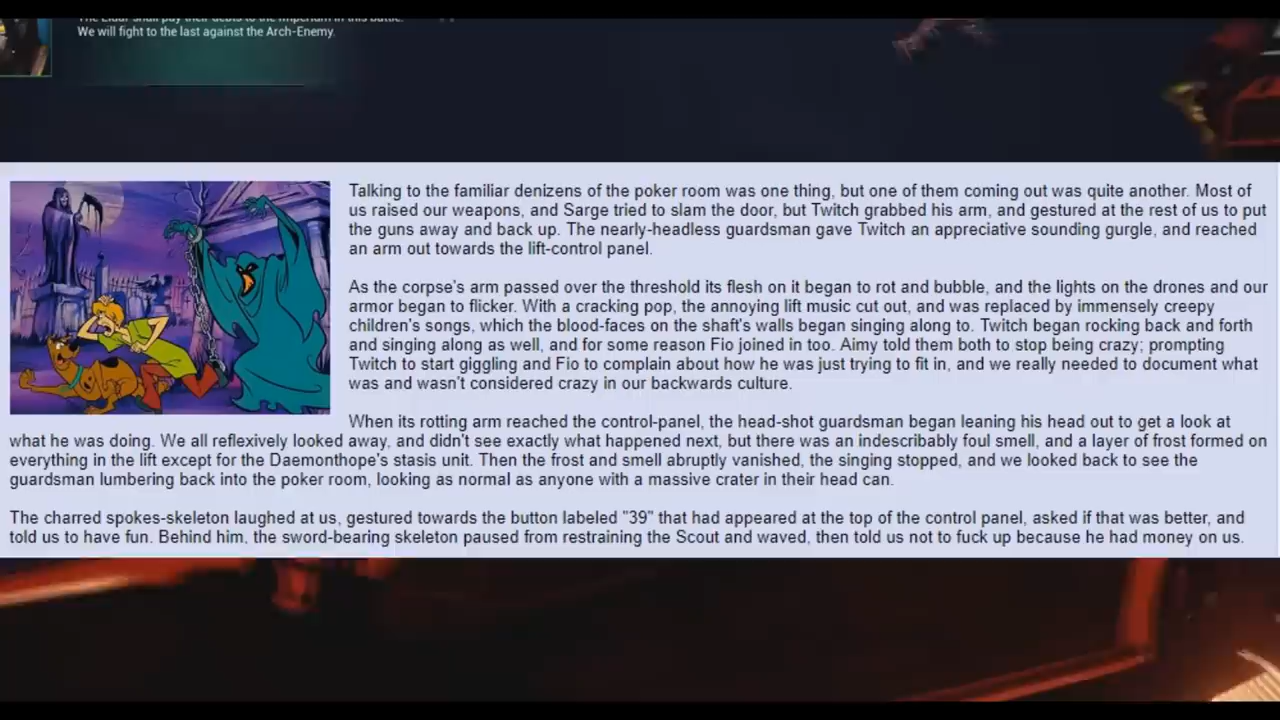 The Eldar shall pay their debts to the Imperium in this battle.
We will fight to the last against the Arch-Enemy.
Talking to the familiar denizens of the poker room was one thing, but one of them coming out was quite another. Most of
us raised our weapons, and Sarge tried to slam the door, but Twitch grabbed his arm, and gestured at the rest of us to put
the guns away and back up. The nearly-headless guardsman gave Twitch an appreciative sounding gurgle, and reached
an arm out towards the lift-control panel.
As the corpse's arm passed over the threshold its flesh on it began to rot and bubble, and the lights on the drones and our
armor began to flicker. With a cracking pop, the annoying lift music cut out, and was replaced by immensely creepy
children's songs, which the blood-faces on the shaft's walls began singing along to. Twitch began rocking back and forth
and singing along as well, and for some reason Fio joined in too. Aimy told them both to stop being crazy; prompting
Twitch to start giggling and Fio to complain about how he was just trying to fit in, and we really needed to document what
was and wasn't considered crazy in our backwards culture.
When its rotting arm reached the control-panel, the head-shot guardsman began leaning his head out to get a look at
what he was doing. We all reflexively looked away, and didn't see exactly what happened next, but there was an indescribably foul smell, and a layer of frost formed on
everything in the lift except for the Daemonthope's stasis unit. Then the frost and smell abruptly vanished, the singing stopped, and we looked back to see the
guardsman lumbering back into the poker room, looking as normal as anyone with a massive crater in their head can.
The charred spokes-skeleton laughed at us, gestured towards the button labeled "39" that had appeared at the top of the control panel, asked if that was better, and
told us to have fun. Behind him, the sword-bearing skeleton paused from restraining the Scout and waved, then told us not to fuck up because he had money on us.